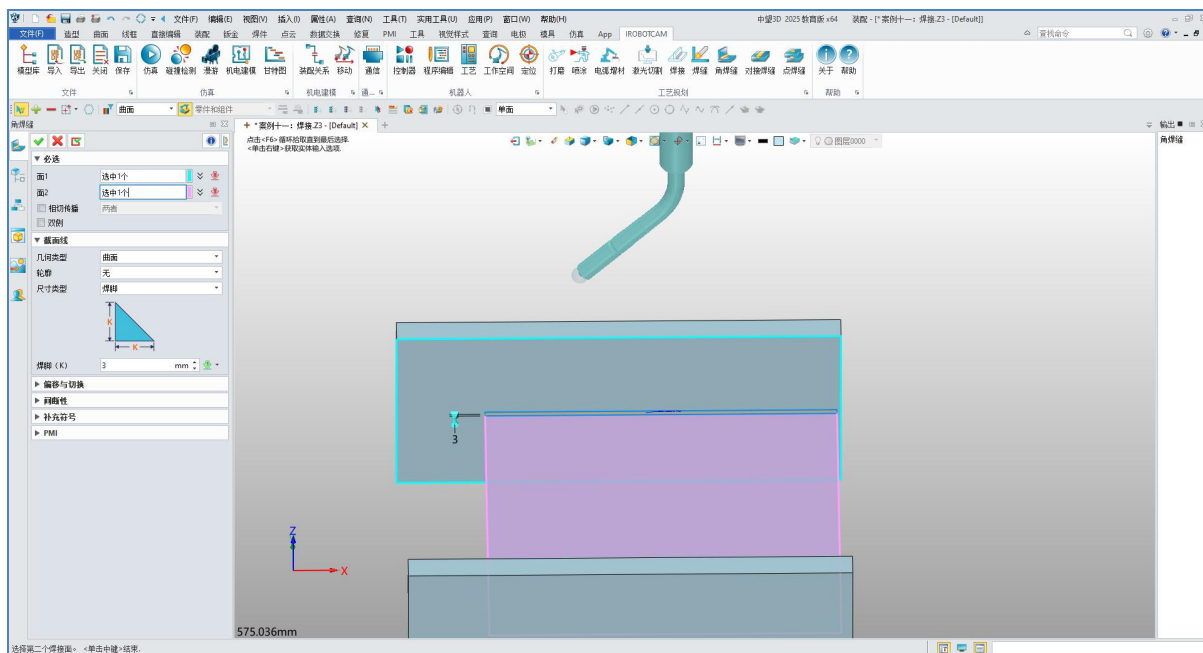 文件(F) 编辑(E) 视图(V) 插入(I) 属性(A) 查询(N) 工具(T) 实用工具(U) 应用(P) 窗口(W) 帮助(H) 中望3D 2025 教育版 x64 装配 - [*案例十一:焊接.Z3 - [Default]]
文件(F) 造型 曲面 线框 直接编辑 装配 钣金 焊件 点云 数据交换 修复 PMI 工具 视觉样式 查询 电极 模具 仿真 App IROBOTCAM 查找命令
模型库 导入 导出 关闭 保存 仿真 碰撞检测 漫游 机电建模 甘特图 装配关系 移动 通信 控制器 程序编辑 工艺 工作空间 定位 打磨 喷涂 电弧增材 激光切割 焊接 焊缝 角焊缝 对接焊缝 点焊缝 关于 帮助
文件 仿真 机电建模 通... 机器人 工艺规划 帮助
曲面 零件和组件 单面
角焊缝 *案例十一:焊接.Z3 - [Default] 输出
角焊缝
点击<F6>循环拾取直到最后选择.
<单击右键>获取实体输入选项.
图层0000
必选
面1 选中1个
面2 选中1个
相切传播 两者
双侧
截面线
几何类型 曲面
轮廓 无
尺寸类型 焊脚
K
K
焊脚 (K) 3 mm
偏移与切换
间断性
补充符号
PMI
3
Z
X
575.036mm
选择第二个焊接面。 <单击中键>结束.